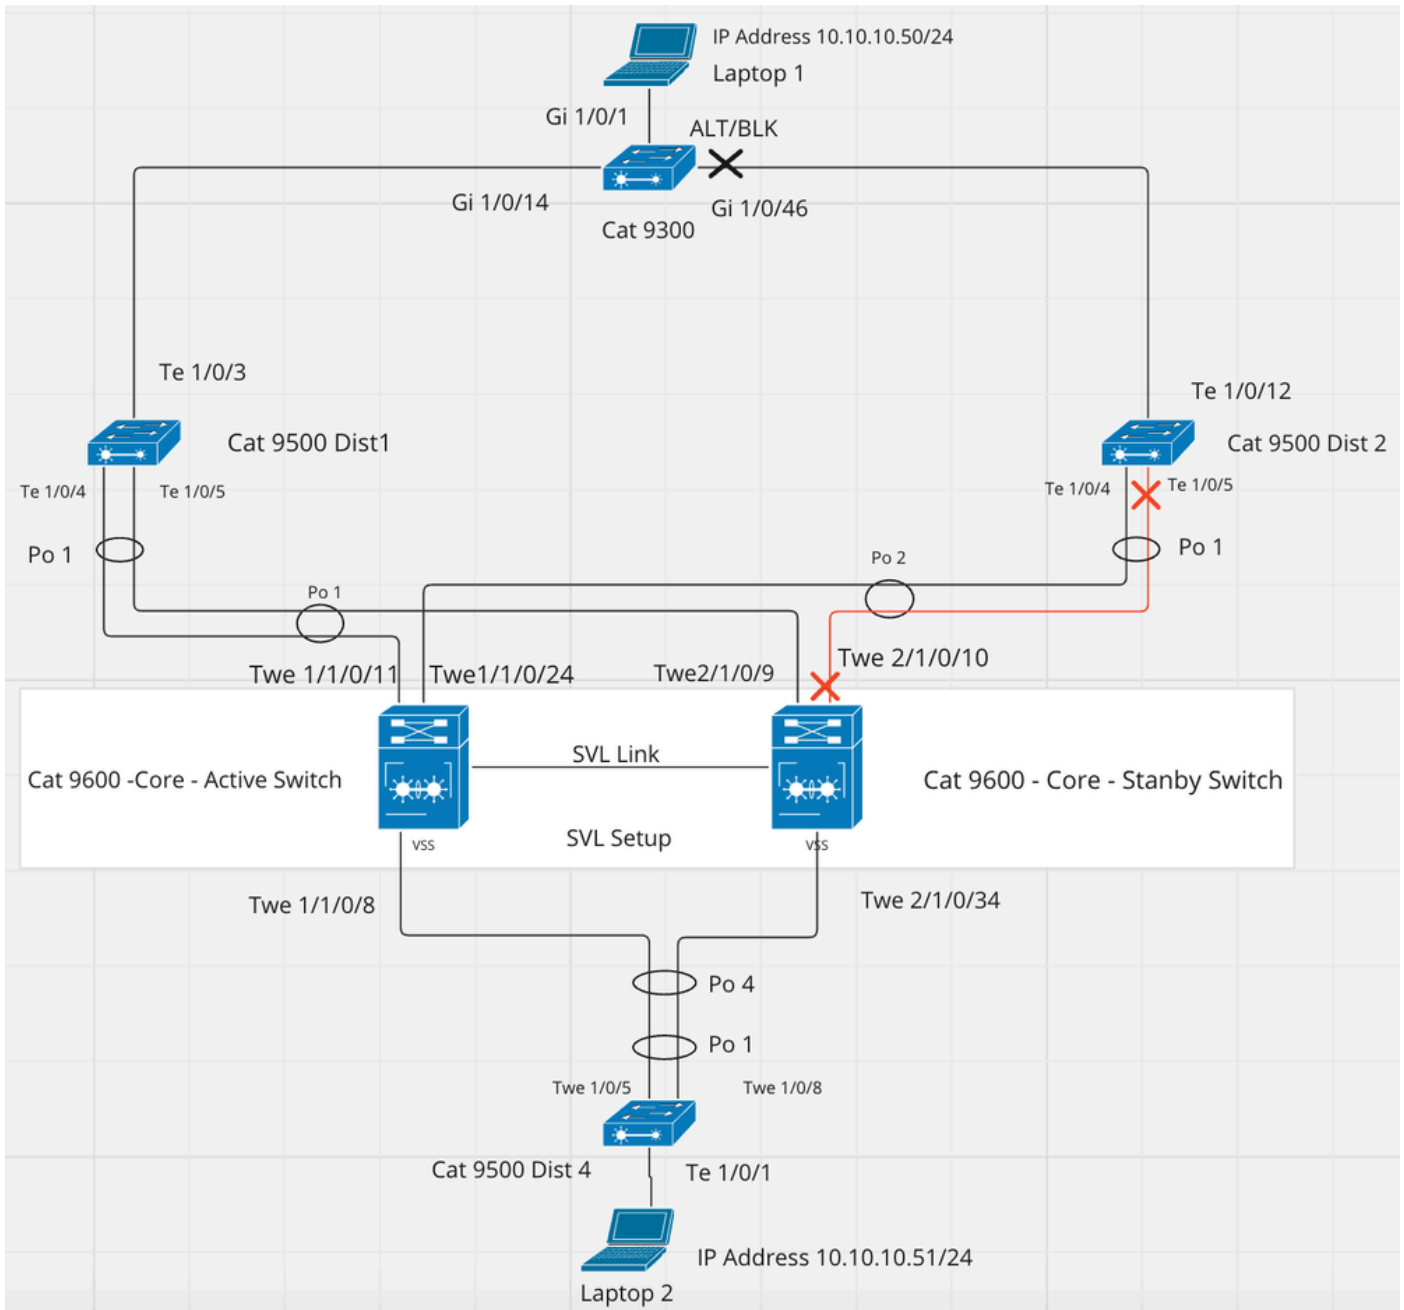 IP Address 10.10.10.50/24
Laptop 1
Gi 1/0/1
ALT/BLK
Gi 1/0/14
Gi 1/0/46
Cat 9300
Te 1/0/3
Te 1/0/12
Cat 9500 Dist1
Cat 9500 Dist 2
Te 1/0/4
Te 1/0/5
Te 1/0/4
Te 1/0/5
Po 1
Po 1
Po 2
Po 1
Twe 1/1/0/11
Twe1/1/0/24
Twe2/1/0/9
Twe 2/1/0/10
SVL Link
Cat 9600 -Core - Active Switch
Cat 9600 - Core - Stanby Switch
SVL Setup
VSS
VSS
Twe 1/1/0/8
Twe 2/1/0/34
Po 4
Po 1
Twe 1/0/5
Twe 1/0/8
Cat 9500 Dist 4
Te 1/0/1
IP Address 10.10.10.51/24
Laptop 2